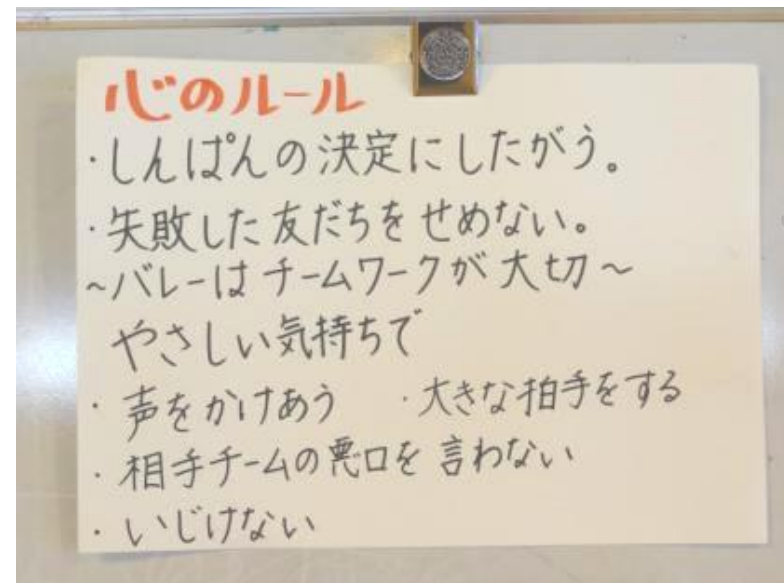 心のルール
・しんぱんの決定にしたがう。
・失敗した友だちをせめない。
~バレーはチームワークが大切~
やさしい気持ちで
・声をかけあう ・大きな拍手をする
・相手チームの悪口を言わない
・いじけない